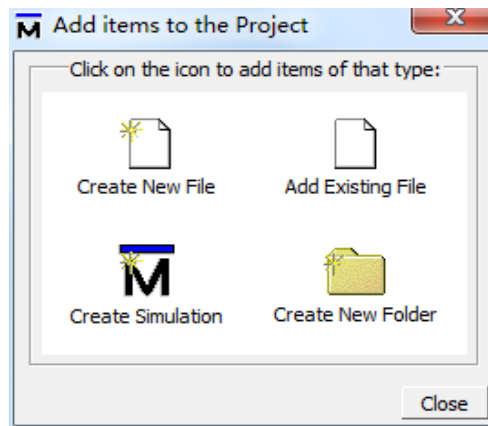 Add items to the Project
Click on the icon to add items of that type:
Create New File
Add Existing File
Create Simulation
Create New Folder
Close